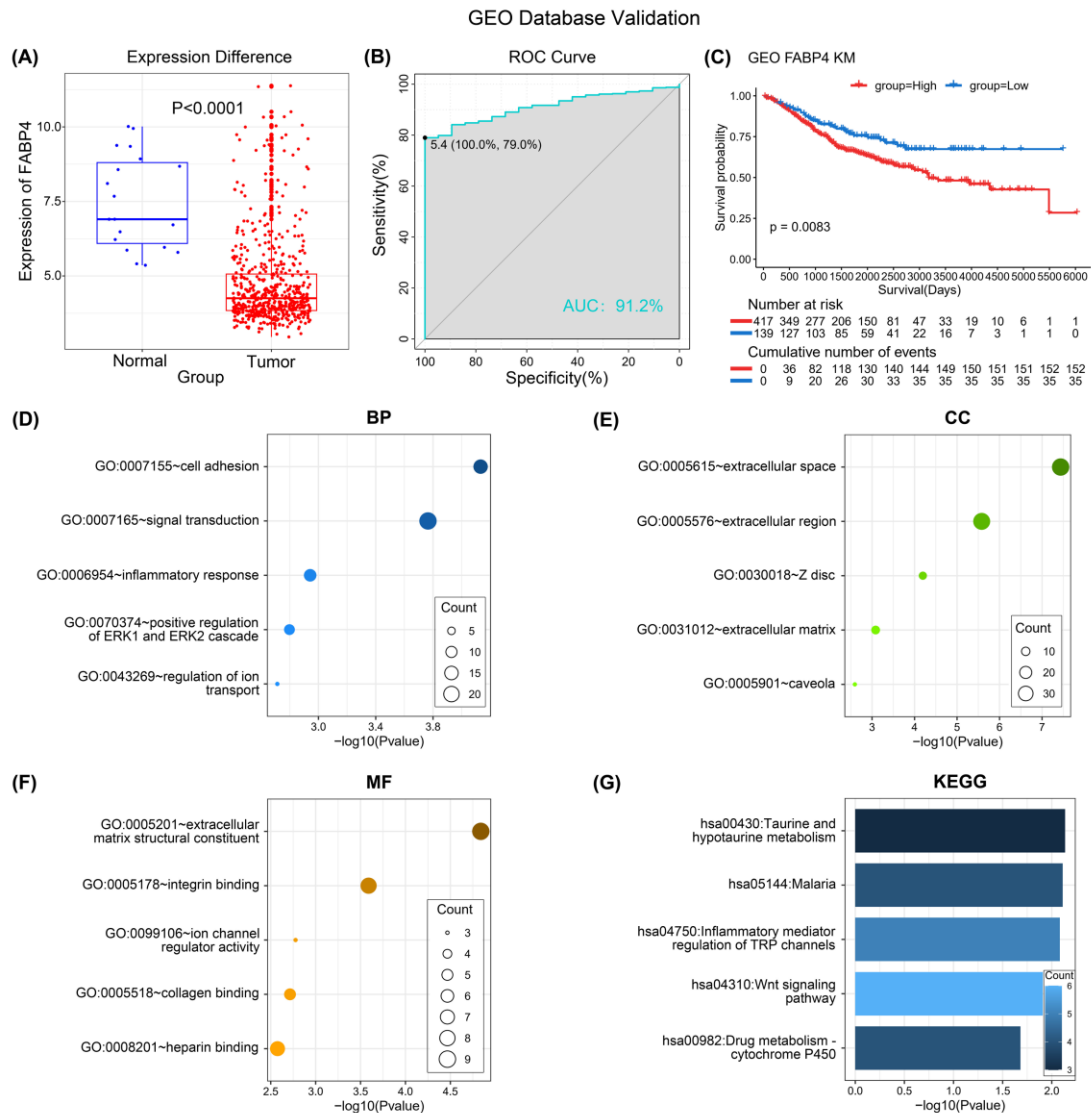 GEO Database Validation
(A)
Expression Difference
P<0.0001
Expression of FABP4
10.0
7.5
5.0
Normal
Tumor
Group
(B)
ROC Curve
Sensitivity(%)
100
80
60
40
20
0
5.4 (100.0%, 79.0%)
AUC: 91.2%
100 80 60 40 20 0
Specificity(%)
(C)
GEO FABP4 KM
group=High group=Low
Survival probability
1.00
0.75
0.50
0.25
0.00
p = 0.0083
0 500 1000 1500 2000 2500 3000 3500 4000 4500 5000 5500 6000
Survival(Days)
Number at risk
417 349 277 206 150 81 47 33 19 10 6 1 1
139 127 103 85 59 41 22 16 7 3 1 1 0
Cumulative number of events
0 36 82 118 130 140 144 149 150 151 151 152 152
0 9 20 26 30 33 35 35 35 35 35 35 35
(D)
BP
GO:0007155~cell adhesion
GO:0007165~signal transduction
GO:0006954~inflammatory response
GO:0070374~positive regulation
of ERK1 and ERK2 cascade
GO:0043269~regulation of ion
transport
Count
5
10
15
20
3.0 3.4 3.8
−log10(Pvalue)
(E)
CC
GO:0005615~extracellular space
GO:0005576~extracellular region
GO:0030018~Z disc
GO:0031012~extracellular matrix
GO:0005901~caveola
Count
10
20
30
3 4 5 6 7
−log10(Pvalue)
(F)
MF
GO:0005201~extracellular
matrix structural constituent
GO:0005178~integrin binding
GO:0099106~ion channel
regulator activity
GO:0005518~collagen binding
GO:0008201~heparin binding
Count
3
4
5
6
7
8
9
2.5 3.0 3.5 4.0 4.5
−log10(Pvalue)
(G)
KEGG
hsa00430:Taurine and
hypotaurine metabolism
hsa05144:Malaria
hsa04750:Inflammatory mediator
regulation of TRP channels
hsa04310:Wnt signaling
pathway
hsa00982:Drug metabolism -
cytochrome P450
Count
6
5
4
3
0.0 0.5 1.0 1.5 2.0
−log10(Pvalue)